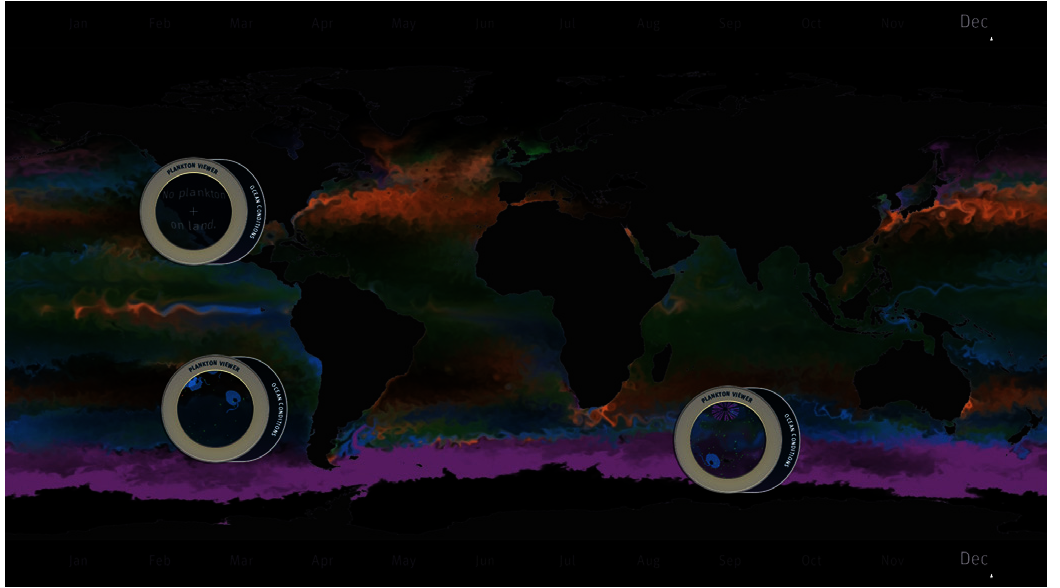 Jan Feb Mar Apr May Jun Jul Aug Sep Oct Nov Dec
PLANKTON VIEWER
OCEAN CONDITIONS
No plankton
on land.
PLANKTON VIEWER
OCEAN CONDITIONS
PLANKTON VIEWER
OCEAN CONDITIONS
Jan Feb Mar Apr May Jun Jul Aug Sep Oct Nov Dec